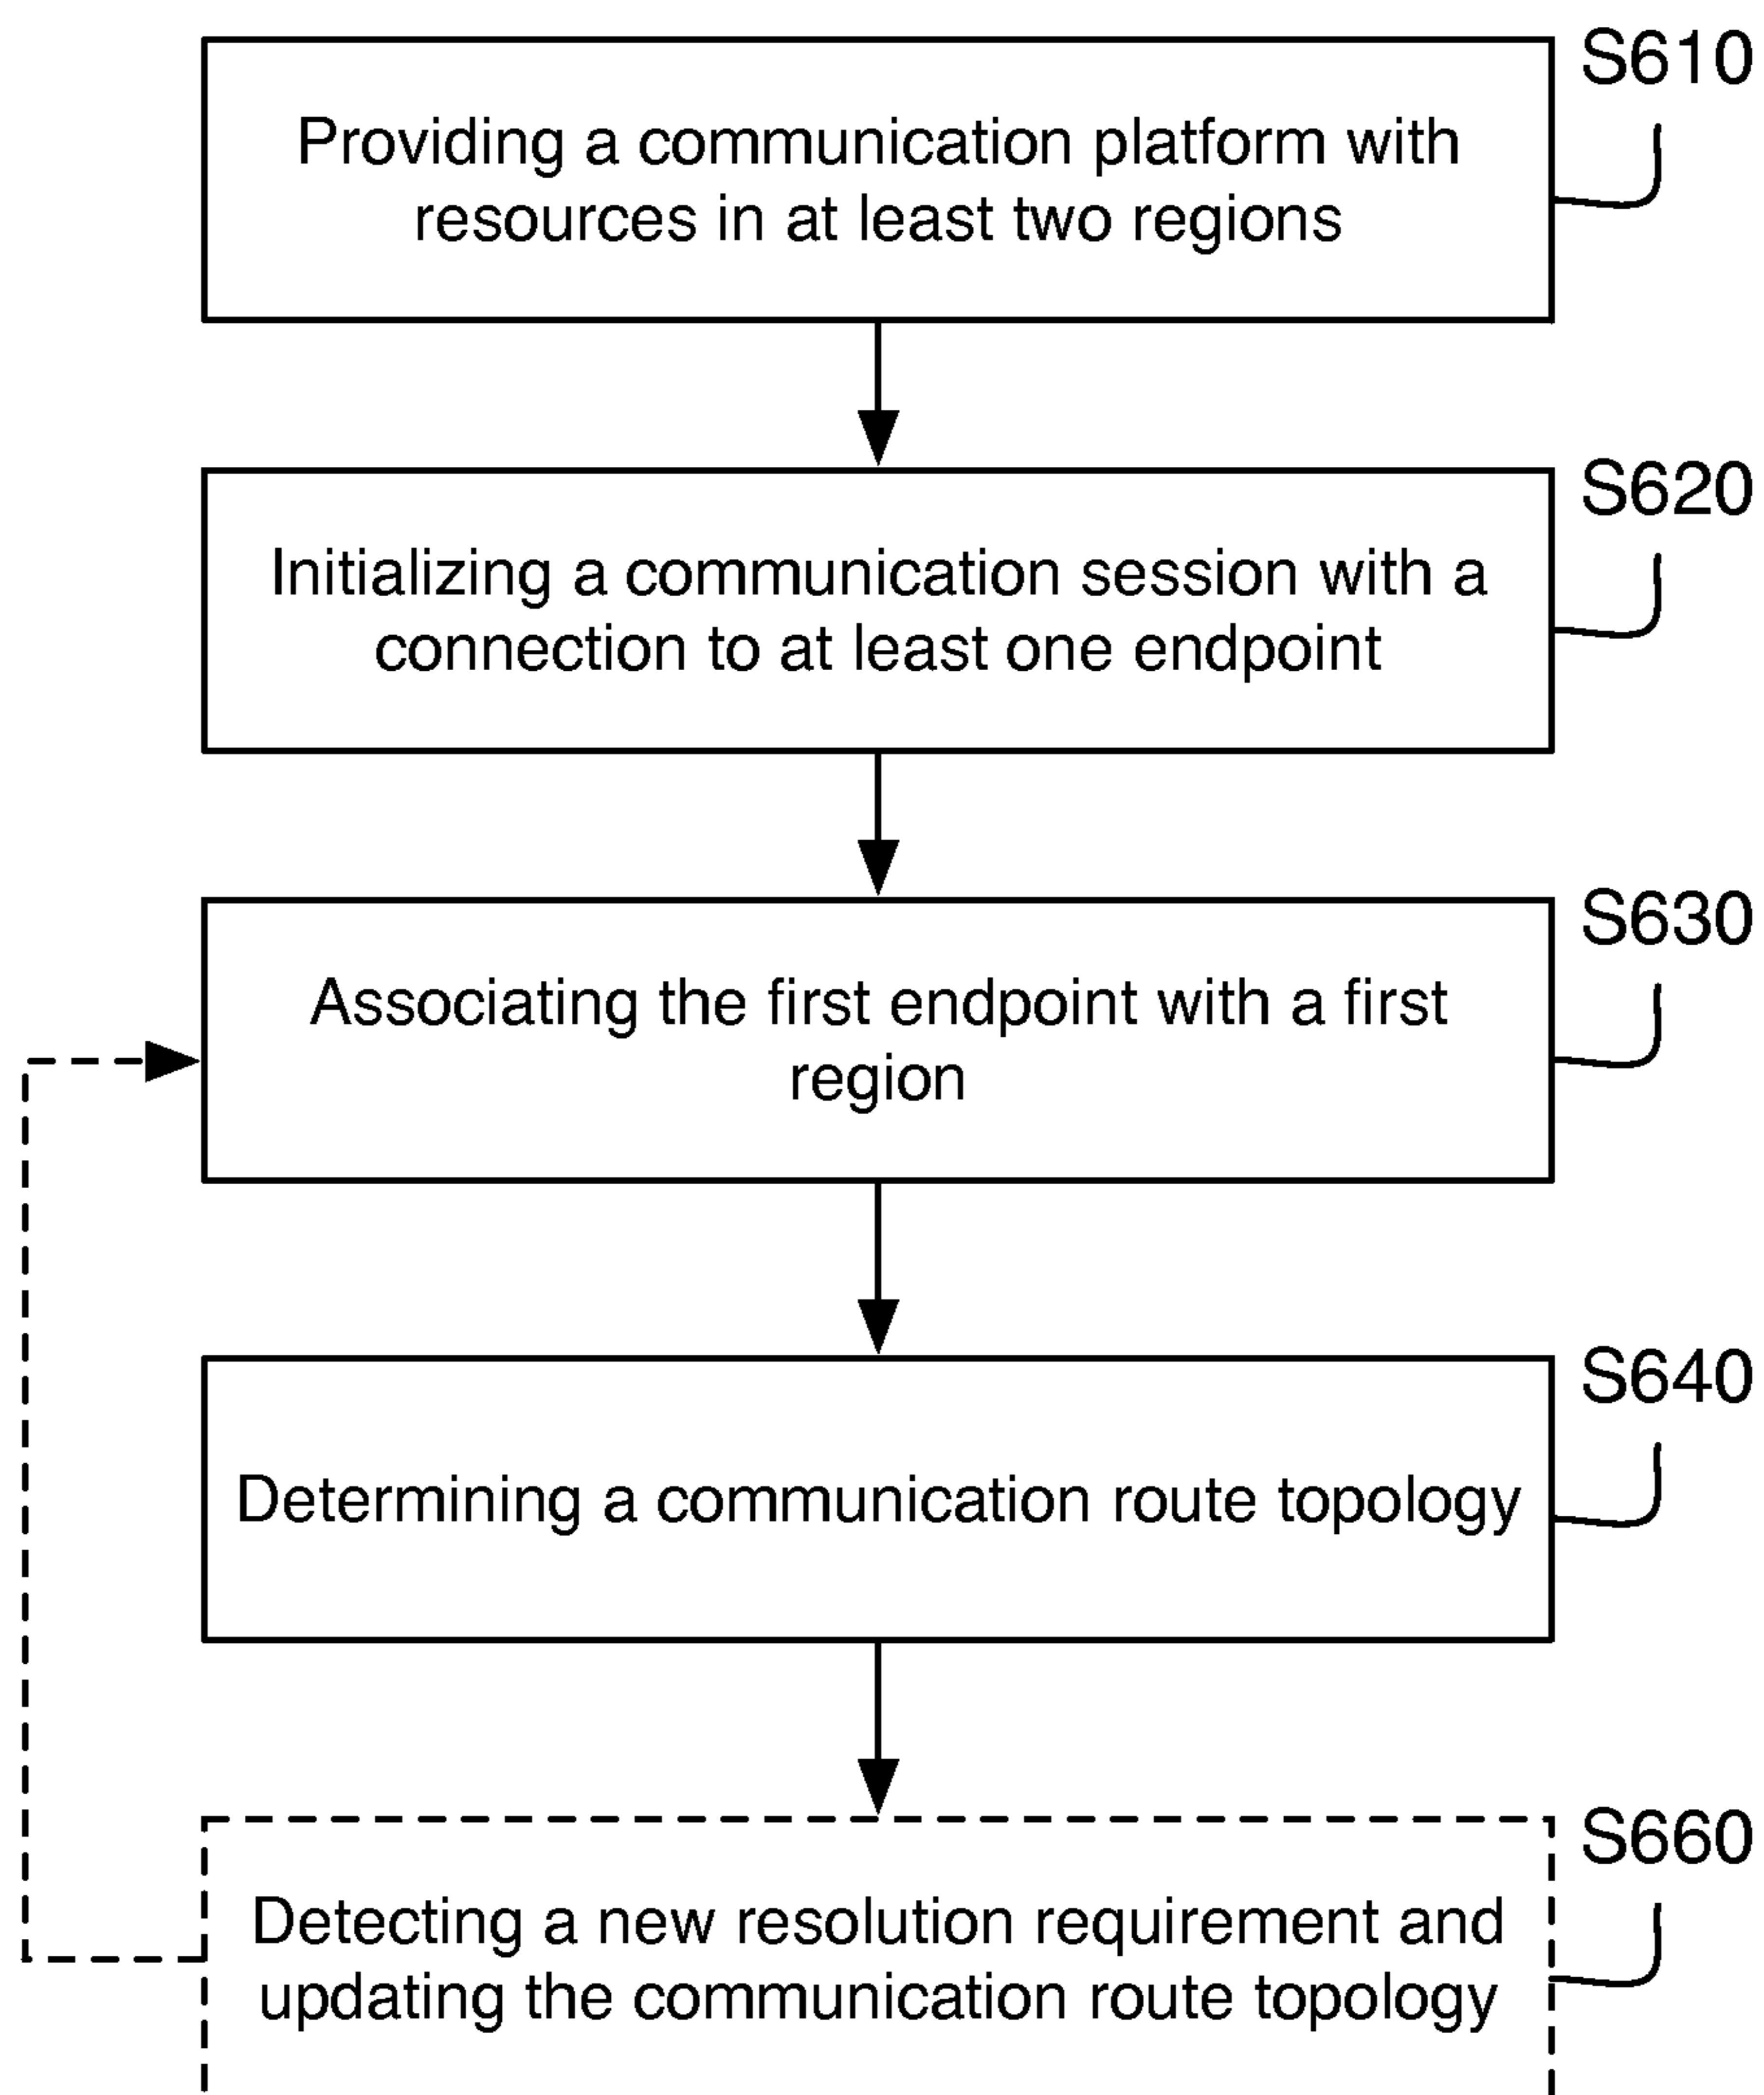 S610
Providing a communication platform with
resources in at least two regions
S620
Initializing a communication session with a
connection to at least one endpoint
S630
Associating the first endpoint with a first
region
S640
Determining a communication route topology
S660
Detecting a new resolution requirement and
updating the communication route topology